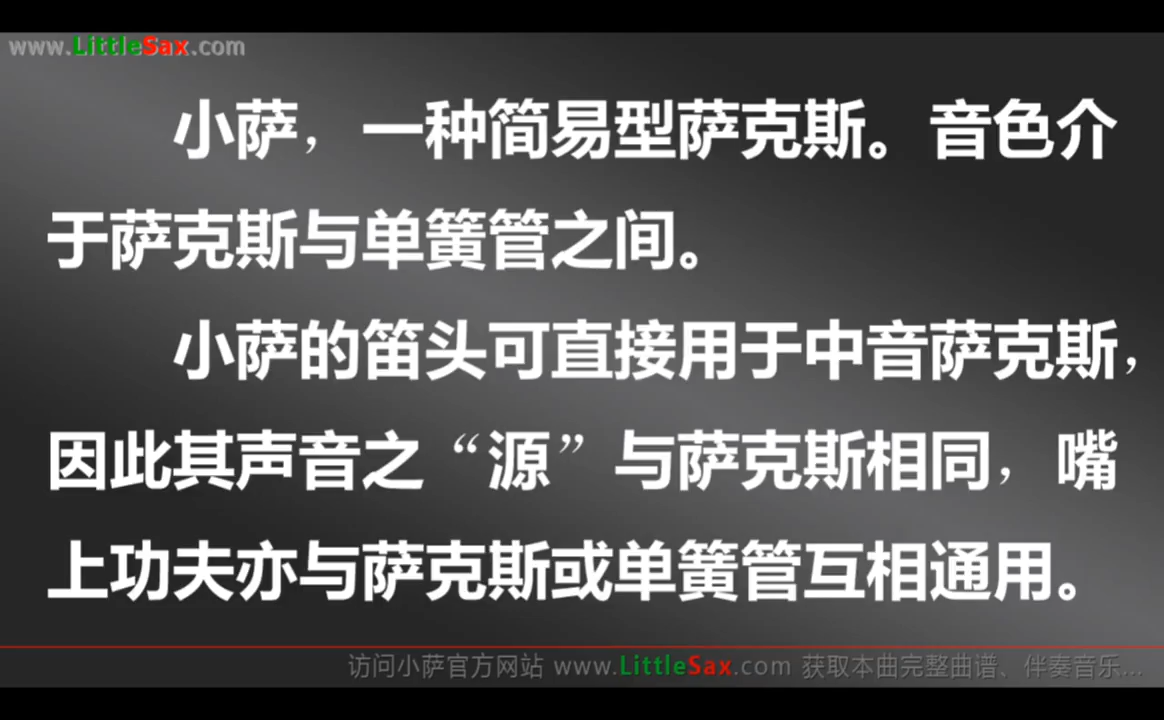 www.LittleSax.com
小萨，一种简易型萨克斯。音色介
于萨克斯与单簧管之间。
小萨的笛头可直接用于中音萨克斯，
因此其声音之“源”与萨克斯相同，嘴
上功夫亦与萨克斯或单簧管互相通用。
访问小萨官方网站 www.LittleSax.com 获取本曲完整曲谱、伴奏音乐...